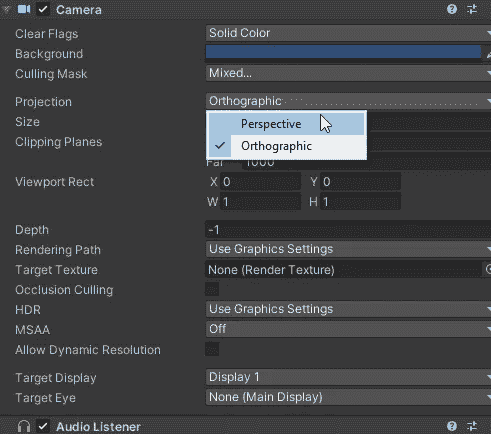 Camera
Clear Flags Solid Color
Background
Culling Mask Mixed...
Projection Orthographic
Size Perspective
Clipping Planes Orthographic
Far 1000
Viewport Rect X 0 Y 0
W 1 H 1
Depth -1
Rendering Path Use Graphics Settings
Target Texture None (Render Texture)
Occlusion Culling
HDR Use Graphics Settings
MSAA Off
Allow Dynamic Resolution
Target Display Display 1
Target Eye None (Main Display)
Audio Listener